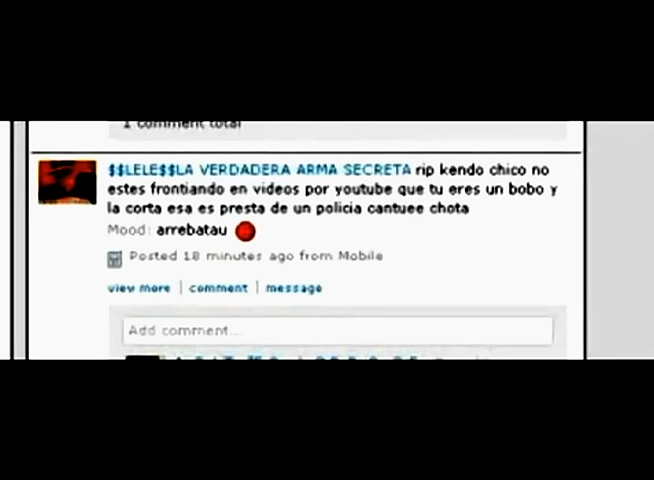 1 comment total
$$LELE$$LA VERDADERA ARMA SECRETA rip kendo chico no
estes frontiando en videos por youtube que tu eres un bobo y
la corta esa es presta de un policia cantuee chota
Mood: arrebatau
Posted 18 minutes ago from Mobile
view more | comment | message
Add comment...